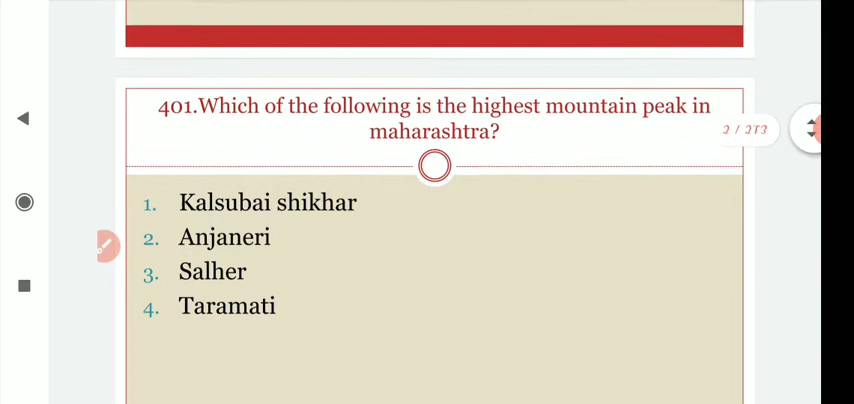 401.Which of the following is the highest mountain peak in
maharashtra?
2 / 213
1. Kalsubai shikhar
2. Anjaneri
3. Salher
4. Taramati